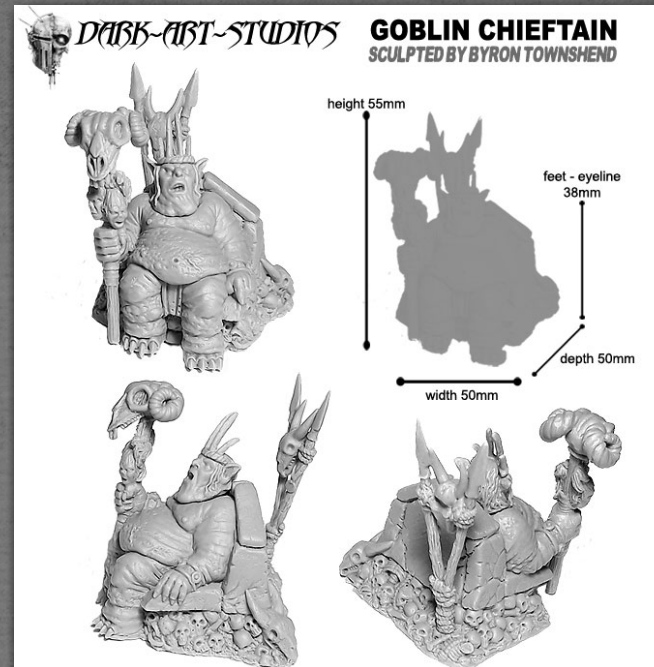 DARK-ART-STUDIOS
GOBLIN CHIEFTAIN
SCULPTED BY BYRON TOWNSHEND
height 55mm
feet - eyeline
38mm
depth 50mm
width 50mm